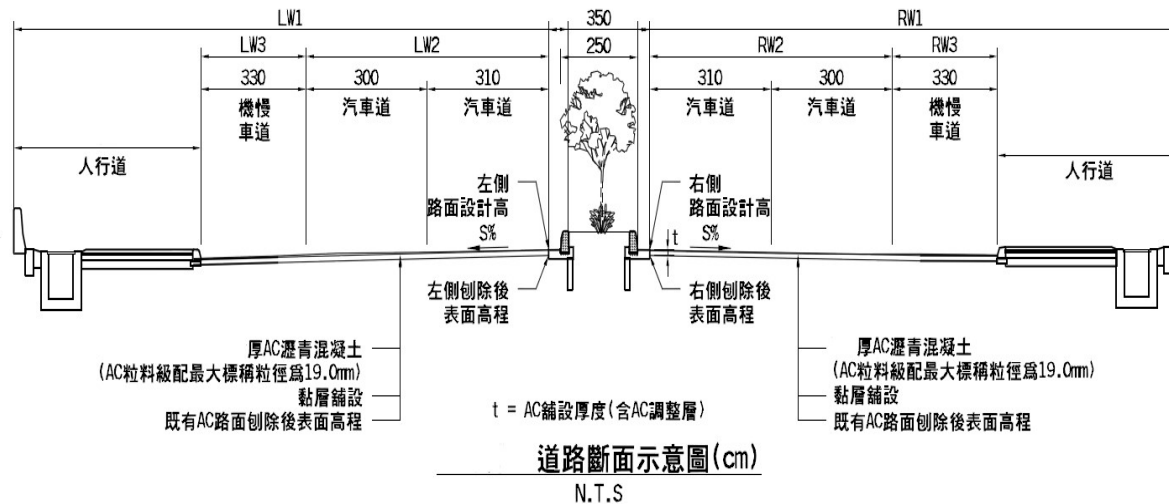 LW1
350
RW1
LW3
LW2
250
RW2
RW3
330
300
310
310
300
330
機慢
車道
汽車道
汽車道
汽車道
汽車道
機慢
車道
人行道
人行道
左側
路面設計高
S%
右側
路面設計高
S%
t
左側刨除後
表面高程
右側刨除後
表面高程
厚AC瀝青混凝土
(AC粒料級配最大標稱粒徑爲19.0mm)
黏層舖設
既有AC路面刨除後表面高程
厚AC瀝青混凝土
(AC粒料級配最大標稱粒徑爲19.0mm)
黏層舖設
既有AC路面刨除後表面高程
t = AC舖設厚度(含AC調整層)
道路斷面示意圖(cm)
N.T.S